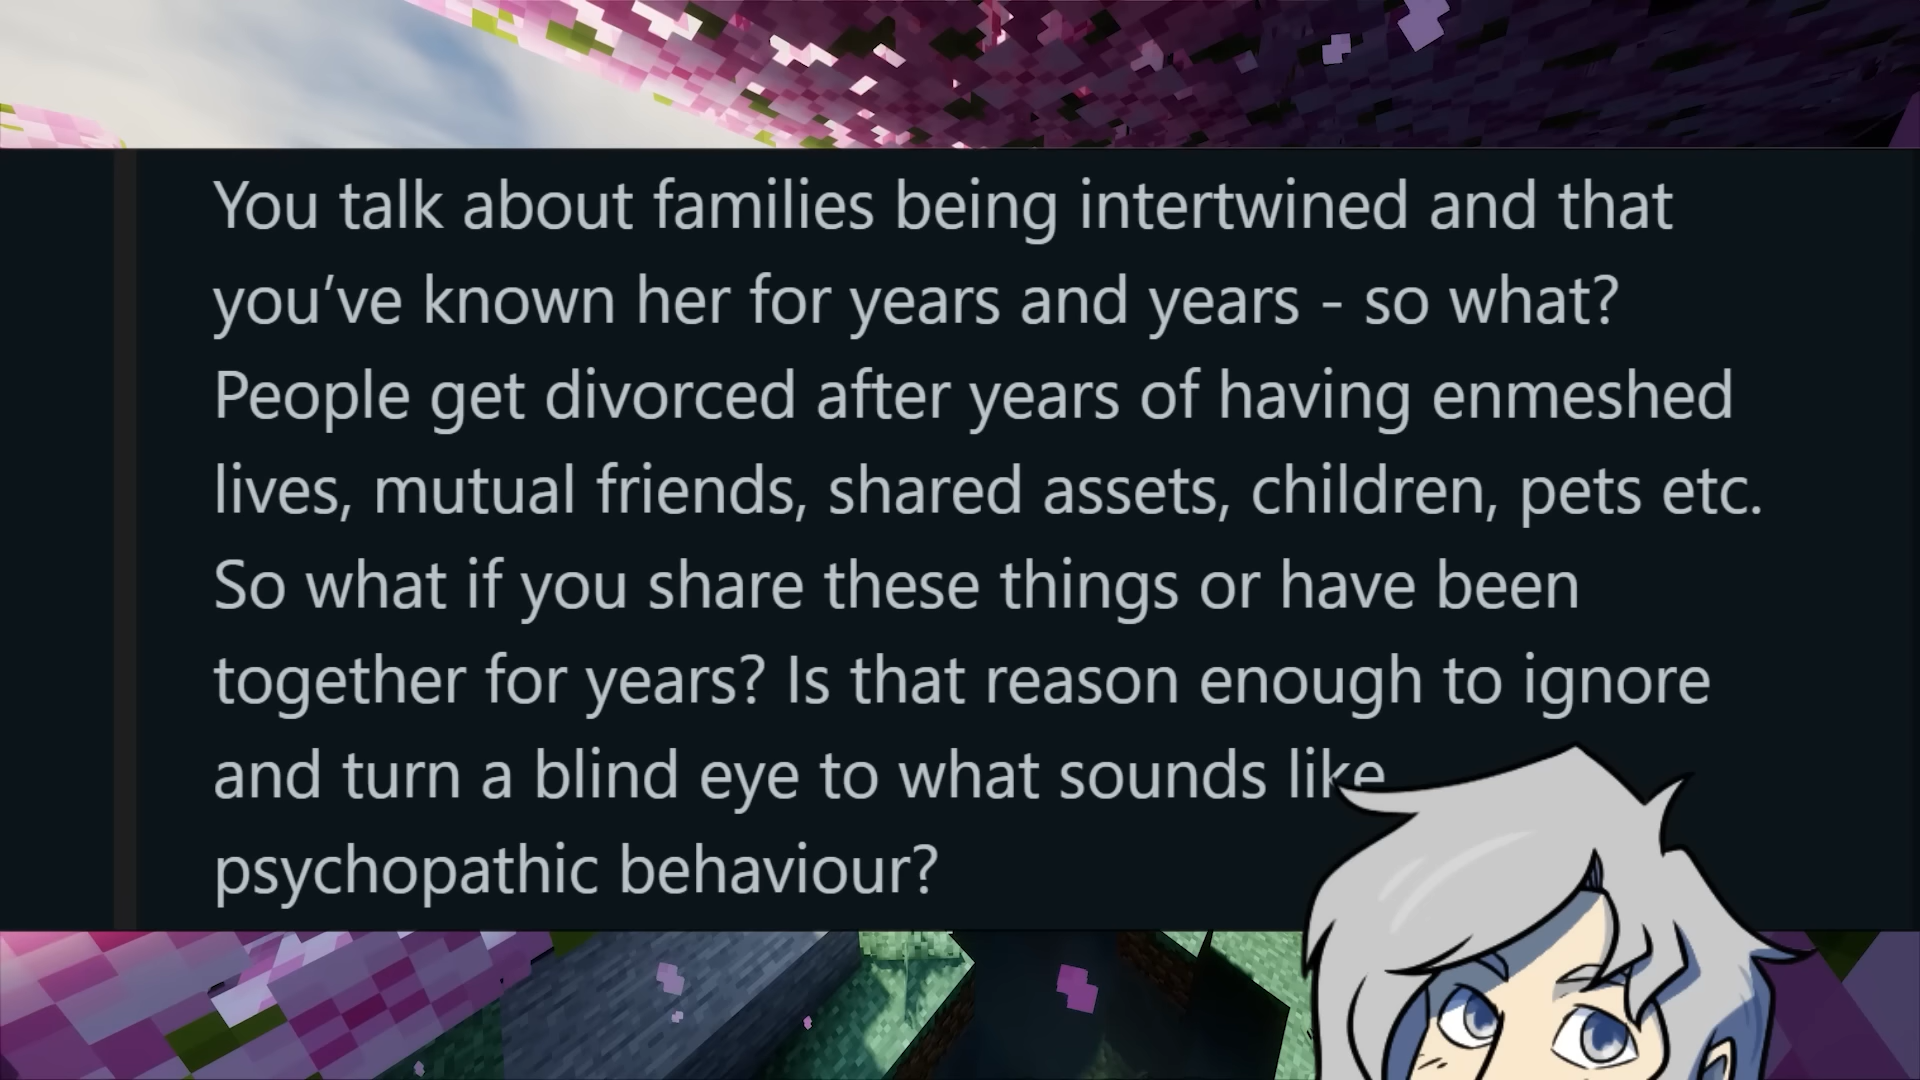 You talk about families being intertwined and that
you’ve known her for years and years - so what?
People get divorced after years of having enmeshed
lives, mutual friends, shared assets, children, pets etc.
So what if you share these things or have been
together for years? Is that reason enough to ignore
and turn a blind eye to what sounds like
psychopathic behaviour?